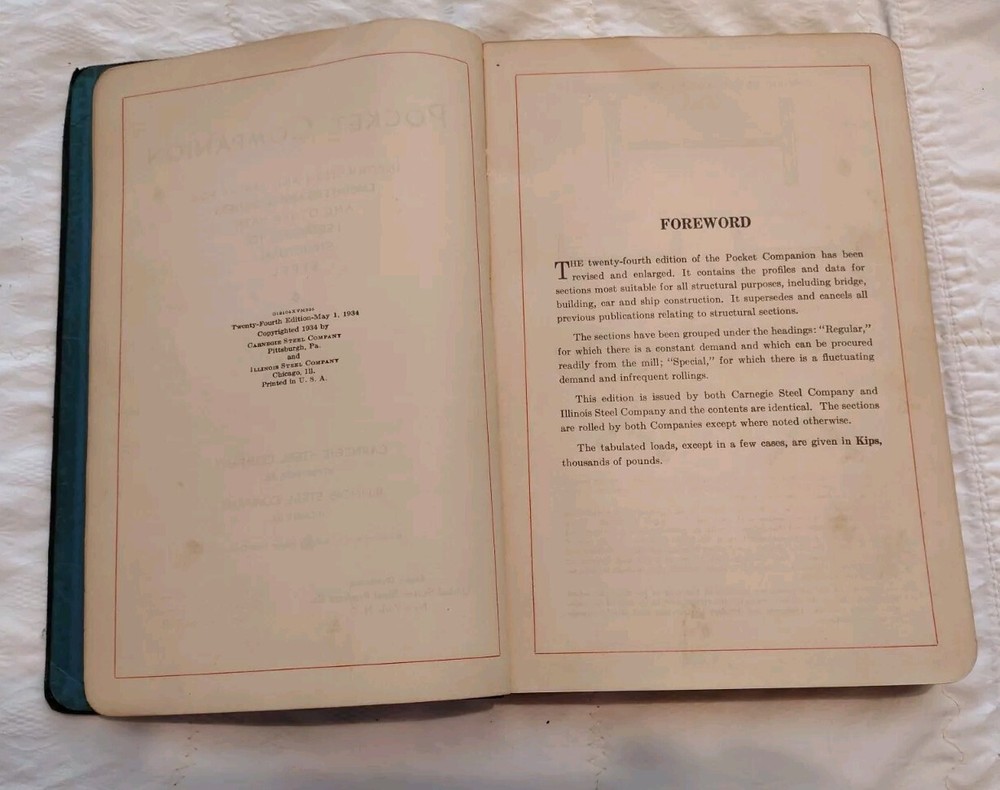 Twenty-Fourth Edition-May 1, 1934
Copyrighted 1934 by
CARNEGIE STEEL COMPANY
Pittsburgh, Pa.
and
ILLINOIS STEEL COMPANY
Chicago, Ill.
Printed in U. S. A.
FOREWORD
THE twenty-fourth edition of the Pocket Companion has been
revised and enlarged. It contains the profiles and data for
sections most suitable for all structural purposes, including bridge,
building, car and ship construction. It supersedes and cancels all
previous publications relating to structural sections.
The sections have been grouped under the headings: "Regular,"
for which there is a constant demand and which can be procured
readily from the mill; "Special," for which there is a fluctuating
demand and infrequent rollings.
This edition is issued by both Carnegie Steel Company and
Illinois Steel Company and the contents are identical. The sections
are rolled by both Companies except where noted otherwise.
The tabulated loads, except in a few cases, are given in Kips,
thousands of pounds.